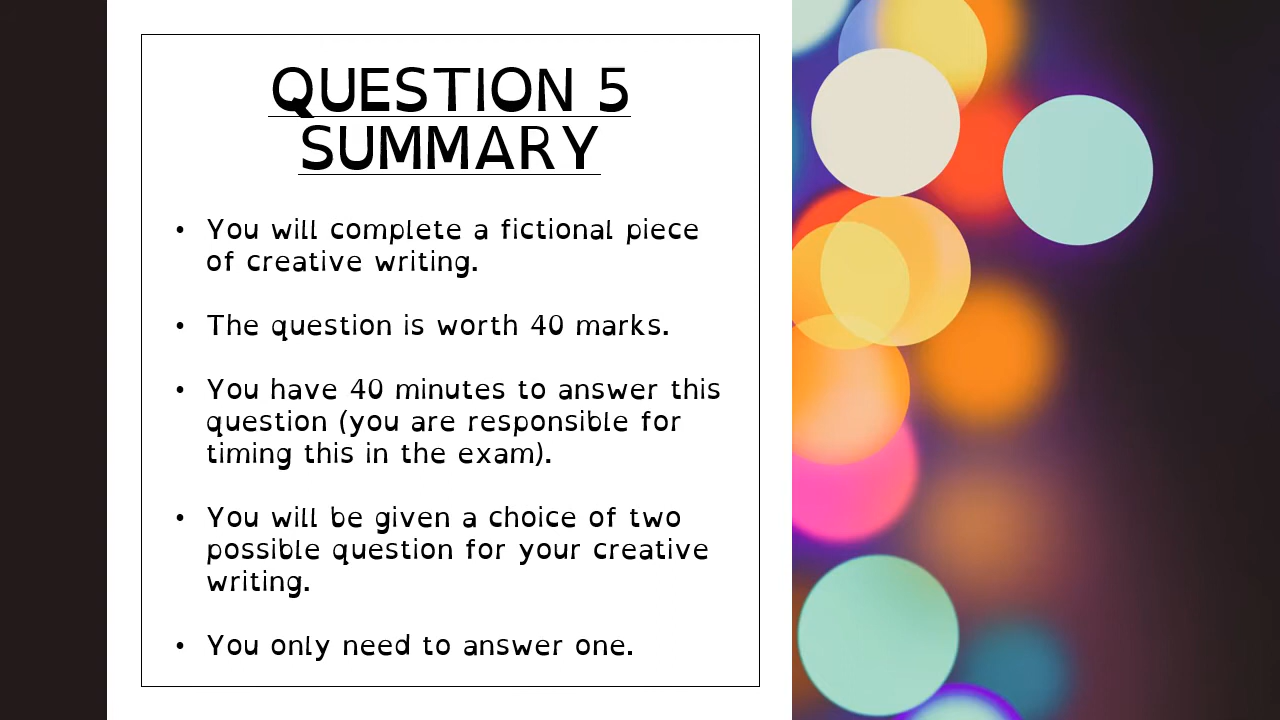 QUESTION 5
SUMMARY
• You will complete a fictional piece
of creative writing.
• The question is worth 40 marks.
• You have 40 minutes to answer this
question (you are responsible for
timing this in the exam).
• You will be given a choice of two
possible question for your creative
writing.
• You only need to answer one.